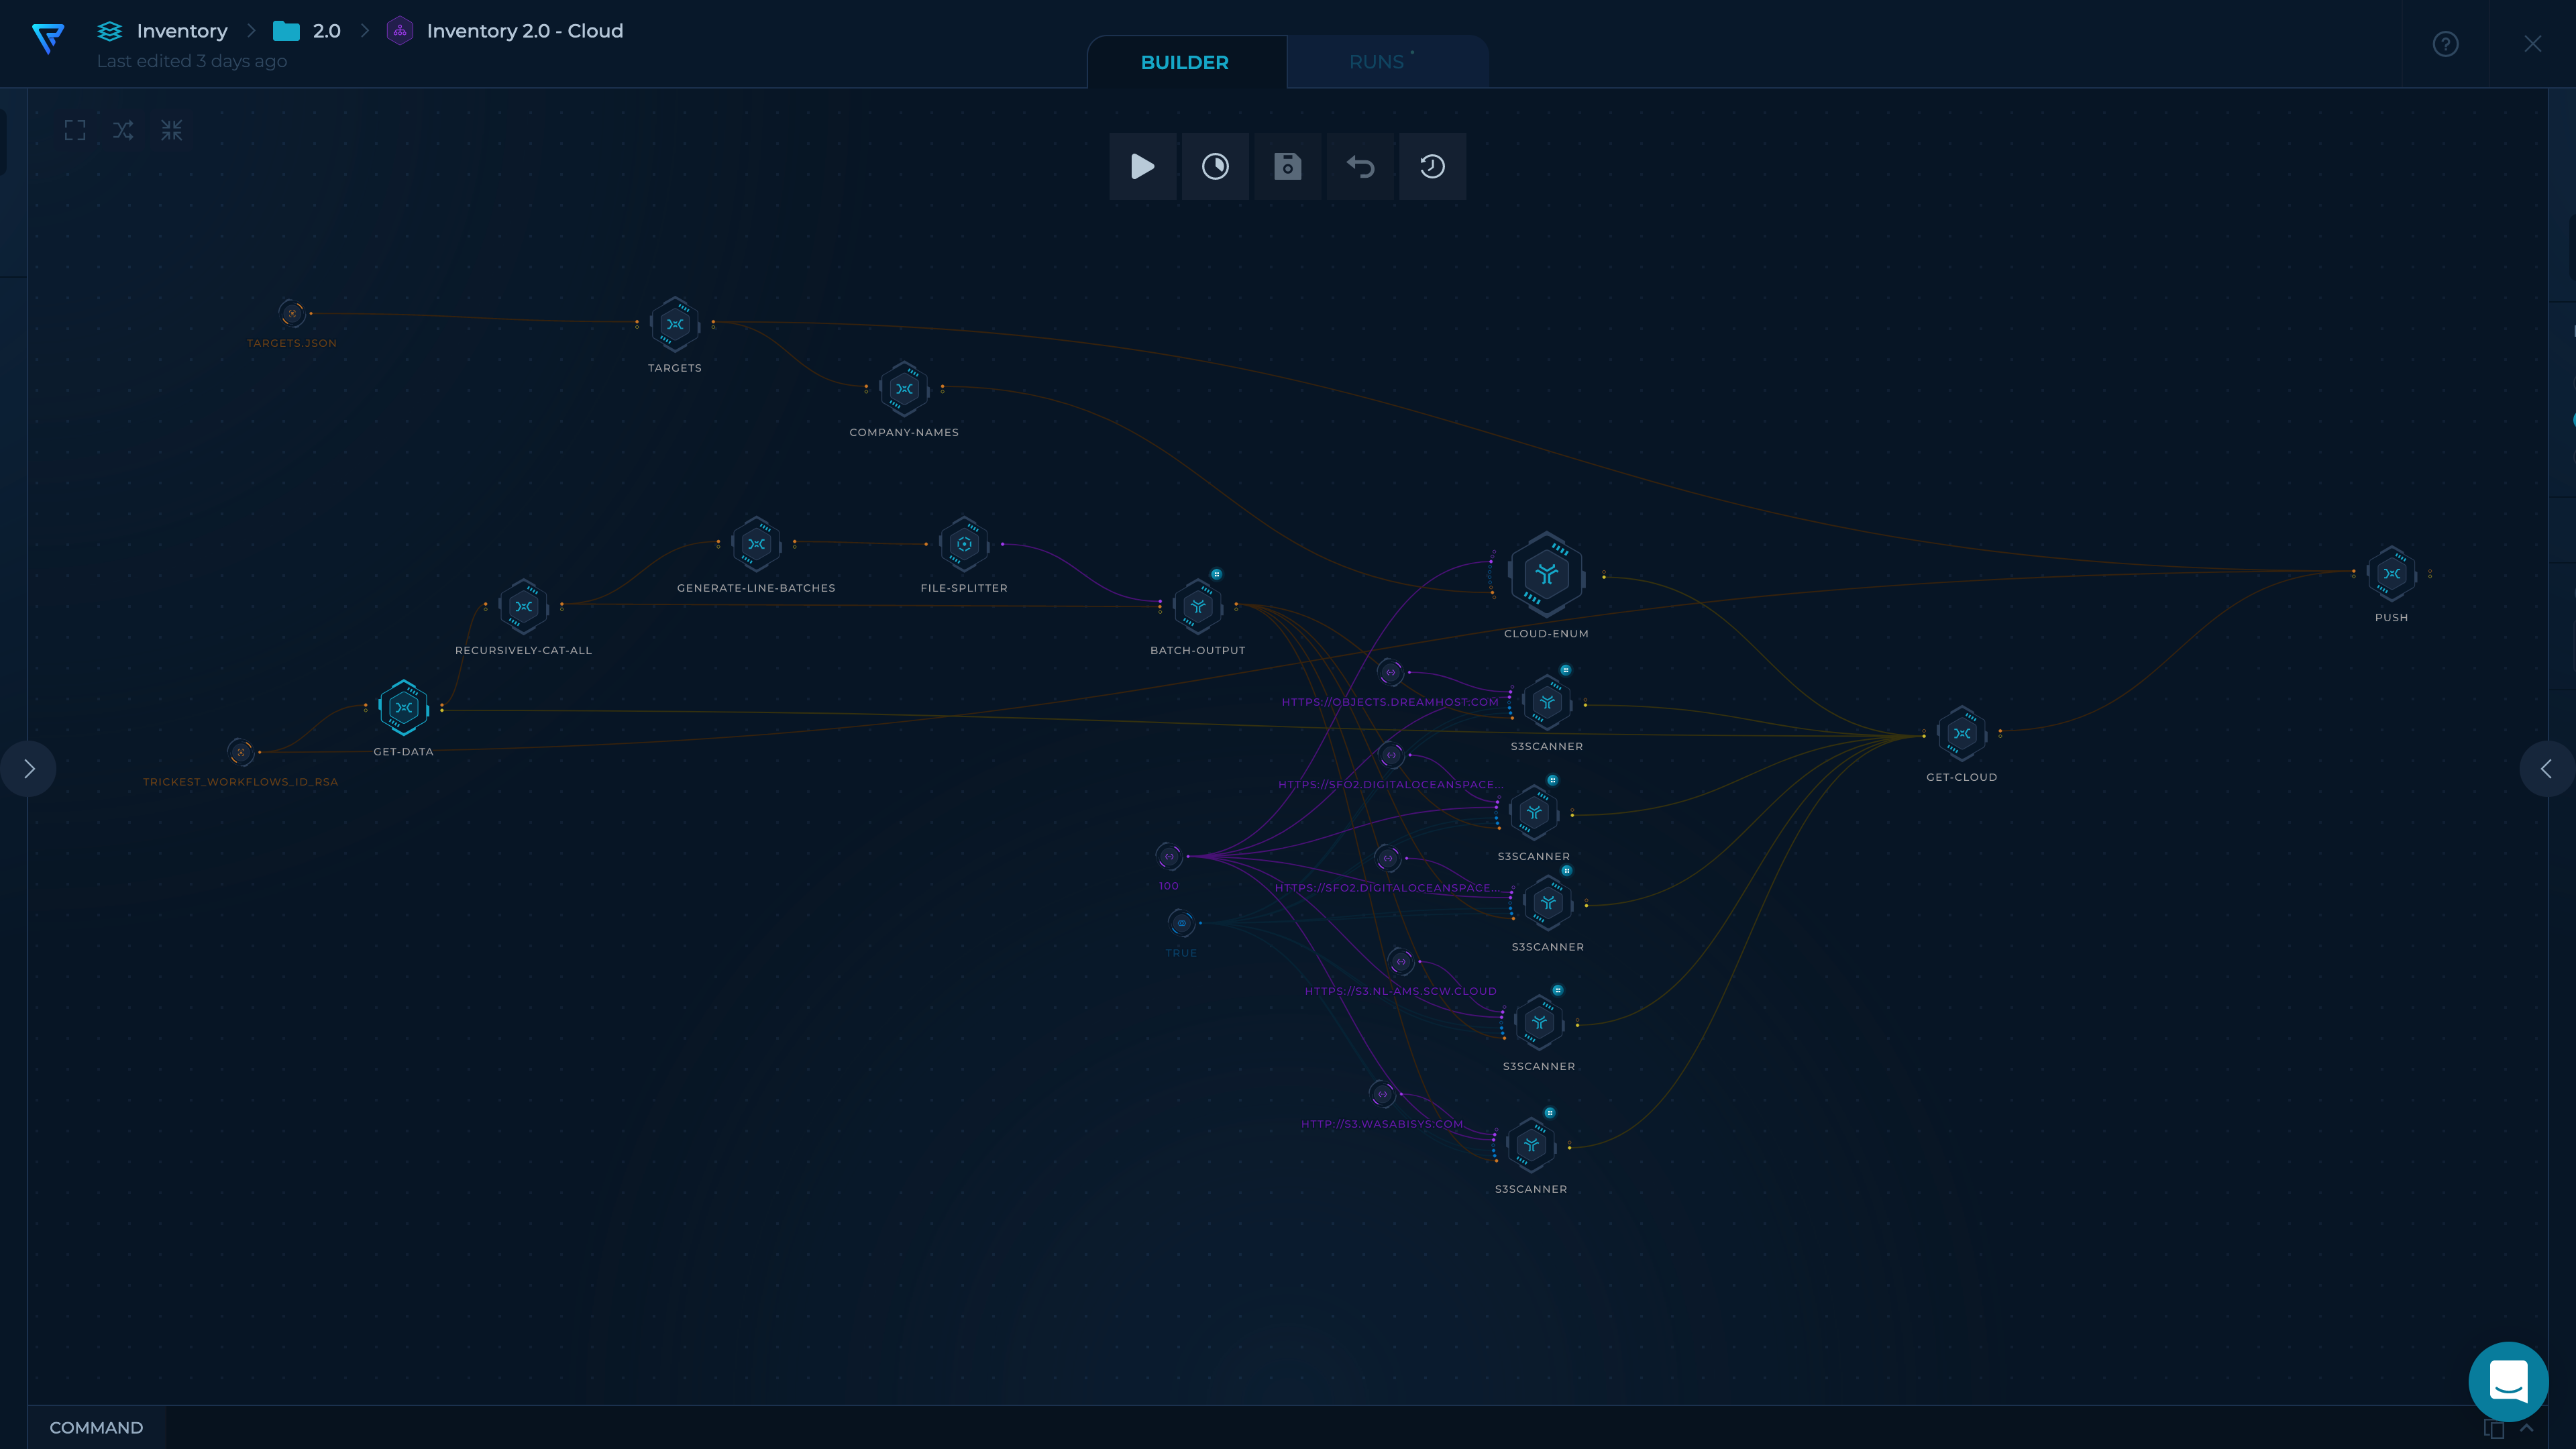 Inventory
2.0
Inventory 2.0 - Cloud
Last edited 3 days ago
BUILDER
RUNS
TARGETS.JSON
TARGETS
COMPANY-NAMES
GENERATE-LINE-BATCHES
FILE-SPLITTER
RECURSIVELY-CAT-ALL
BATCH-OUTPUT
CLOUD-ENUM
PUSH
HTTPS://OBJECTS.DREAMHOST.COM
S3SCANNER
GET-DATA
TRICKEST_WORKFLOWS_ID_RSA
HTTPS://SFO2.DIGITALOCEANSPACE...
GET-CLOUD
S3SCANNER
100
HTTPS://SFO2.DIGITALOCEANSPACE...
S3SCANNER
TRUE
HTTPS://S3.NL-AMS.SCW.CLOUD
S3SCANNER
HTTP://S3.WASABISYS.COM
S3SCANNER
COMMAND